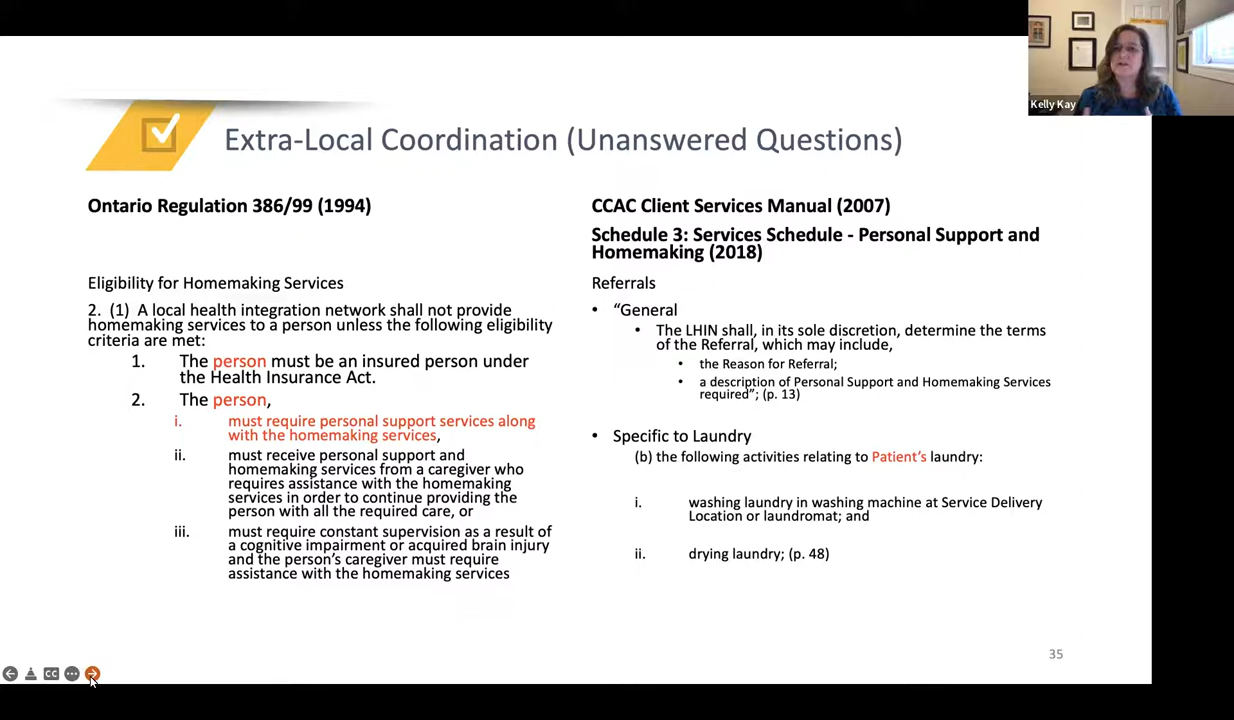 Kelly Kay
Extra-Local Coordination (Unanswered Questions)
Ontario Regulation 386/99 (1994)
Eligibility for Homemaking Services
2. (1) A local health integration network shall not provide
homemaking services to a person unless the following eligibility
criteria are met:
1. The person must be an insured person under
the Health Insurance Act.
2. The person,
i. must require personal support services along
with the homemaking services,
ii. must receive personal support and
homemaking services from a caregiver who
requires assistance with the homemaking
services in order to continue providing the
person with all the required care, or
iii. must require constant supervision as a result of
a cognitive impairment or acquired brain injury
and the person's caregiver must require
assistance with the homemaking services
CCAC Client Services Manual (2007)
Schedule 3: Services Schedule - Personal Support and
Homemaking (2018)
Referrals
• "General
• The LHIN shall, in its sole discretion, determine the terms
of the Referral, which may include,
• the Reason for Referral;
• a description of Personal Support and Homemaking Services
required"; (p. 13)
• Specific to Laundry
(b) the following activities relating to Patient's laundry:
i. washing laundry in washing machine at Service Delivery
Location or laundromat; and
ii. drying laundry; (p. 48)
35
CC